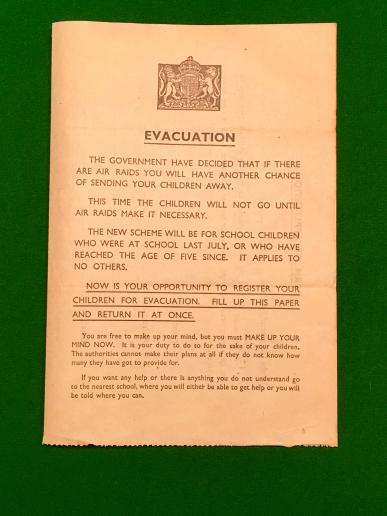 EVACUATION
THE GOVERNMENT HAVE DECIDED THAT IF THERE
ARE AIR RAIDS YOU WILL HAVE ANOTHER CHANCE
OF SENDING YOUR CHILDREN AWAY.
THIS TIME THE CHILDREN WILL NOT GO UNTIL
AIR RAIDS MAKE IT NECESSARY.
THE NEW SCHEME WILL BE FOR SCHOOL CHILDREN
WHO WERE AT SCHOOL LAST JULY, OR WHO HAVE
REACHED THE AGE OF FIVE SINCE. IT APPLIES TO
NO OTHERS.
NOW IS YOUR OPPORTUNITY TO REGISTER YOUR
CHILDREN FOR EVACUATION. FILL UP THIS PAPER
AND RETURN IT AT ONCE.
You are free to make up your mind, but you must MAKE UP YOUR
MIND NOW. It is your duty to do so for the sake of your children.
The authorities cannot make their plans at all if they do not know how
many they have got to provide for.
If you want any help or there is anything you do not understand go
to the nearest school, where you will either be able to get help or you will
be told where you can.